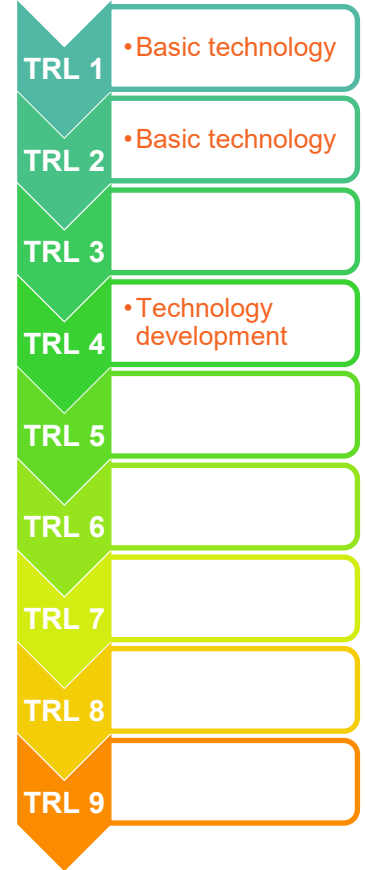 TRL 1
•Basic technology
TRL 2
•Basic technology
TRL 3
TRL 4
•Technology
development
TRL 5
TRL 6
TRL 7
TRL 8
TRL 9